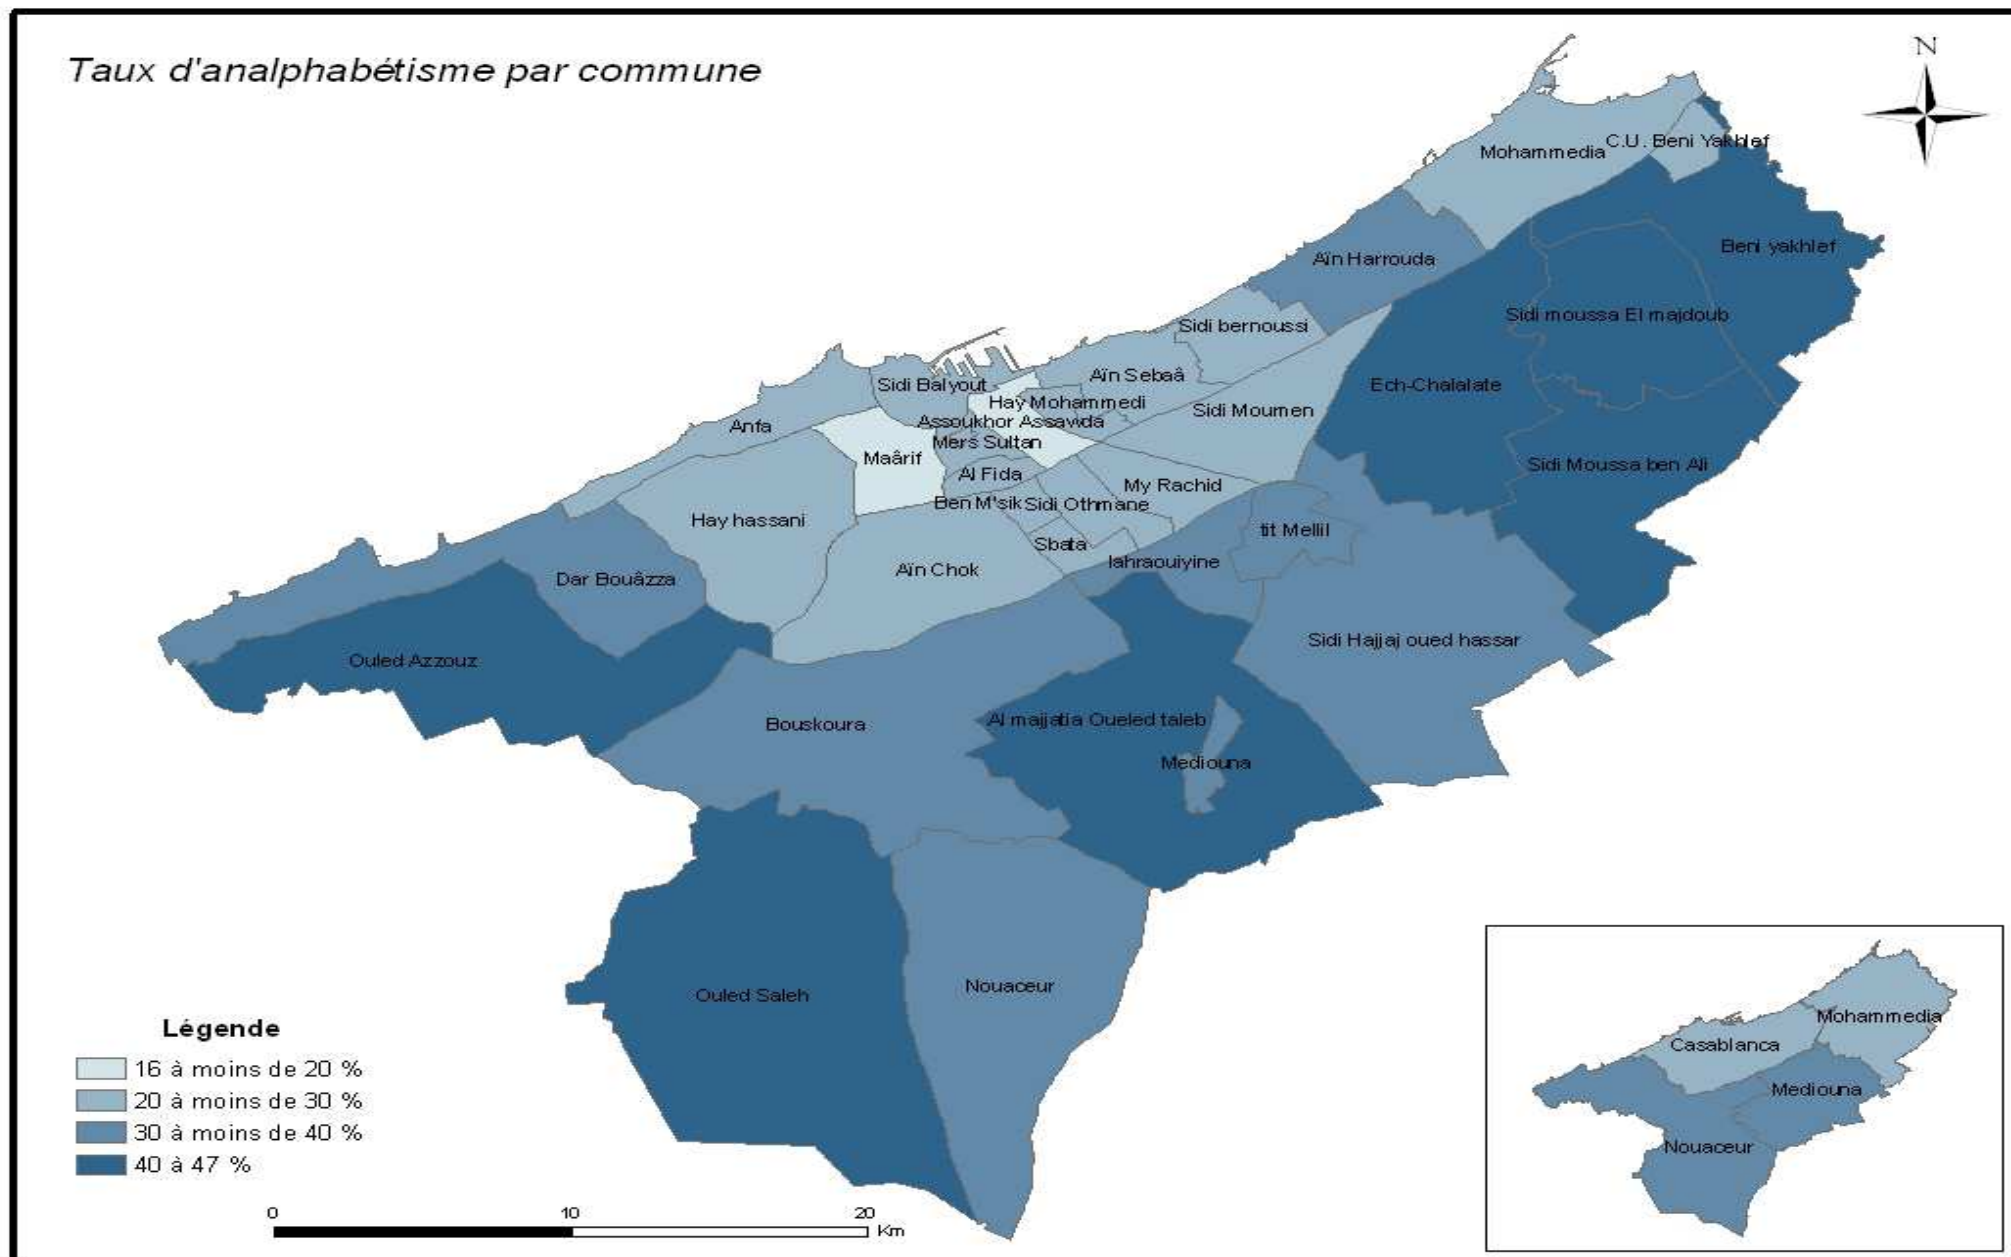 Taux d'analphabétisme par commune
N
Mohammedia
C.U. Beni Yakhlef
Beni yakhlef
Aïn Harrouda
Sidi moussa El majdoub
Sidi bernoussi
Ech-Chalalate
Aïn Sebaâ
Sidi Balyout
Hay Mohammedi
Sidi Moumen
Assoukhor Assawda
Anfa
Mers Sultan
Maârif
Sidi Moussa ben Ali
Al Fida
My Rachid
Ben M'sik
Sidi Othmane
Hay hassani
tit Mellil
Sbata
lahraouiyine
Aïn Chok
Dar Bouâzza
Sidi Hajjaj oued hassar
Ouled Azzouz
Bouskoura
Al majjatia Oueled taleb
Mediouna
Nouaceur
Ouled Saleh
Légende
16 à moins de 20 %
20 à moins de 30 %
30 à moins de 40 %
40 à 47 %
0 10 20 Km
Mohammedia
Casablanca
Mediouna
Nouaceur